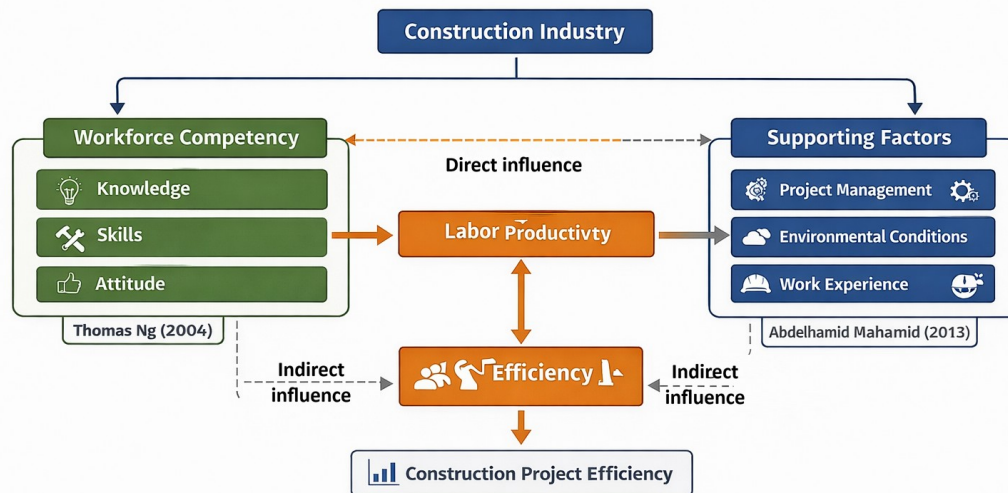 Construction Industry
Workforce Competency
Supporting Factors
Direct influence
Knowledge
Skills
Attitude
Labor Productivty
Project Management
Environmental Conditions
Work Experience
Thomas Ng (2004)
Abdelhamid Mahamid (2013)
Indirect
influence
Efficiency
Indirect
influence
Construction Project Efficiency